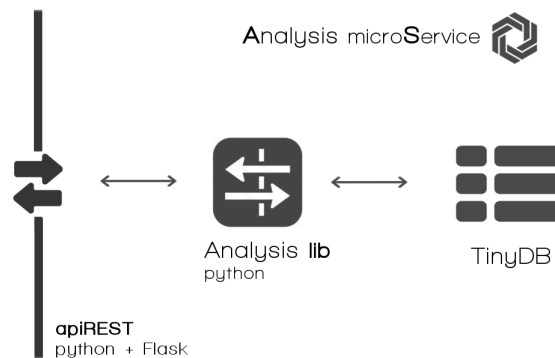 Analysis microService
Analysis lib
python
TinyDB
apiREST
python + Flask